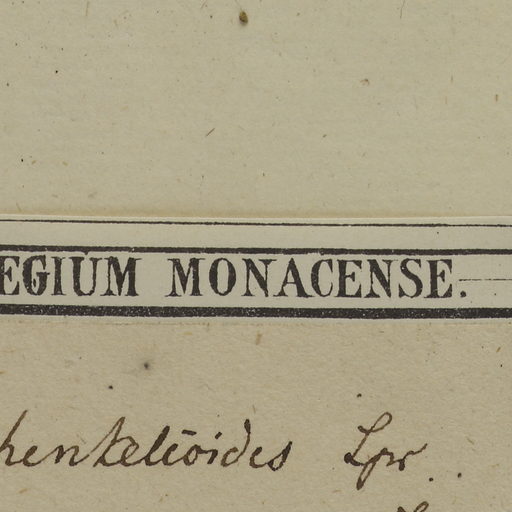 EGIUM MONACENSE.
henkelioides Spr.